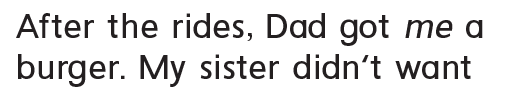 After the rides, Dad got me a
burger. My sister didn’t want